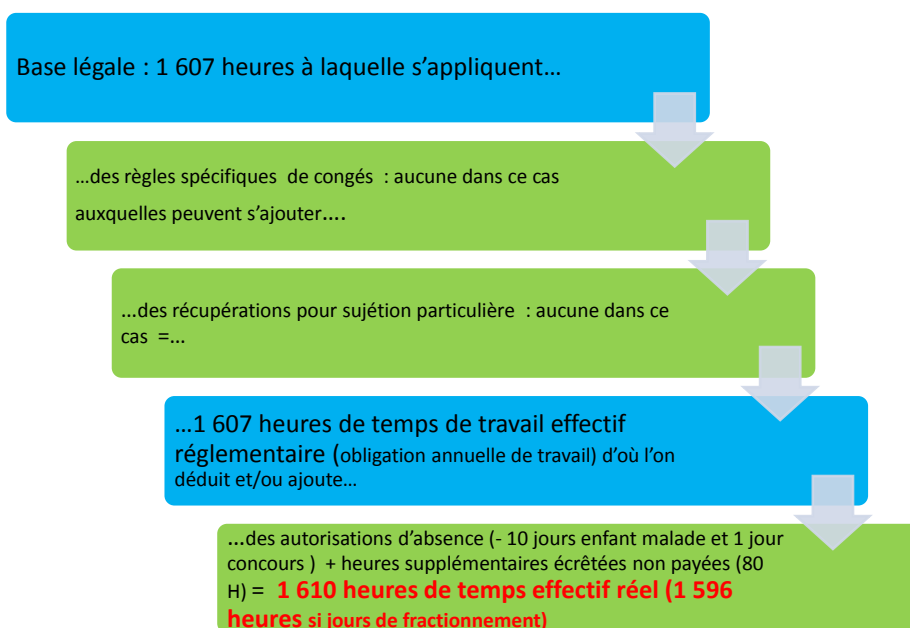 Base légale : 1 607 heures à laquelle s’appliquent…
…des règles spécifiques de congés : aucune dans ce cas
auxquelles peuvent s’ajouter….
…des récupérations pour sujétion particulière : aucune dans ce
cas =…
…1 607 heures de temps de travail effectif
réglementaire (obligation annuelle de travail) d’où l’on
déduit et/ou ajoute…
…des autorisations d’absence (- 10 jours enfant malade et 1 jour
concours ) + heures supplémentaires écrêtées non payées (80
H) = 1 610 heures de temps effectif réel (1 596
heures si jours de fractionnement)